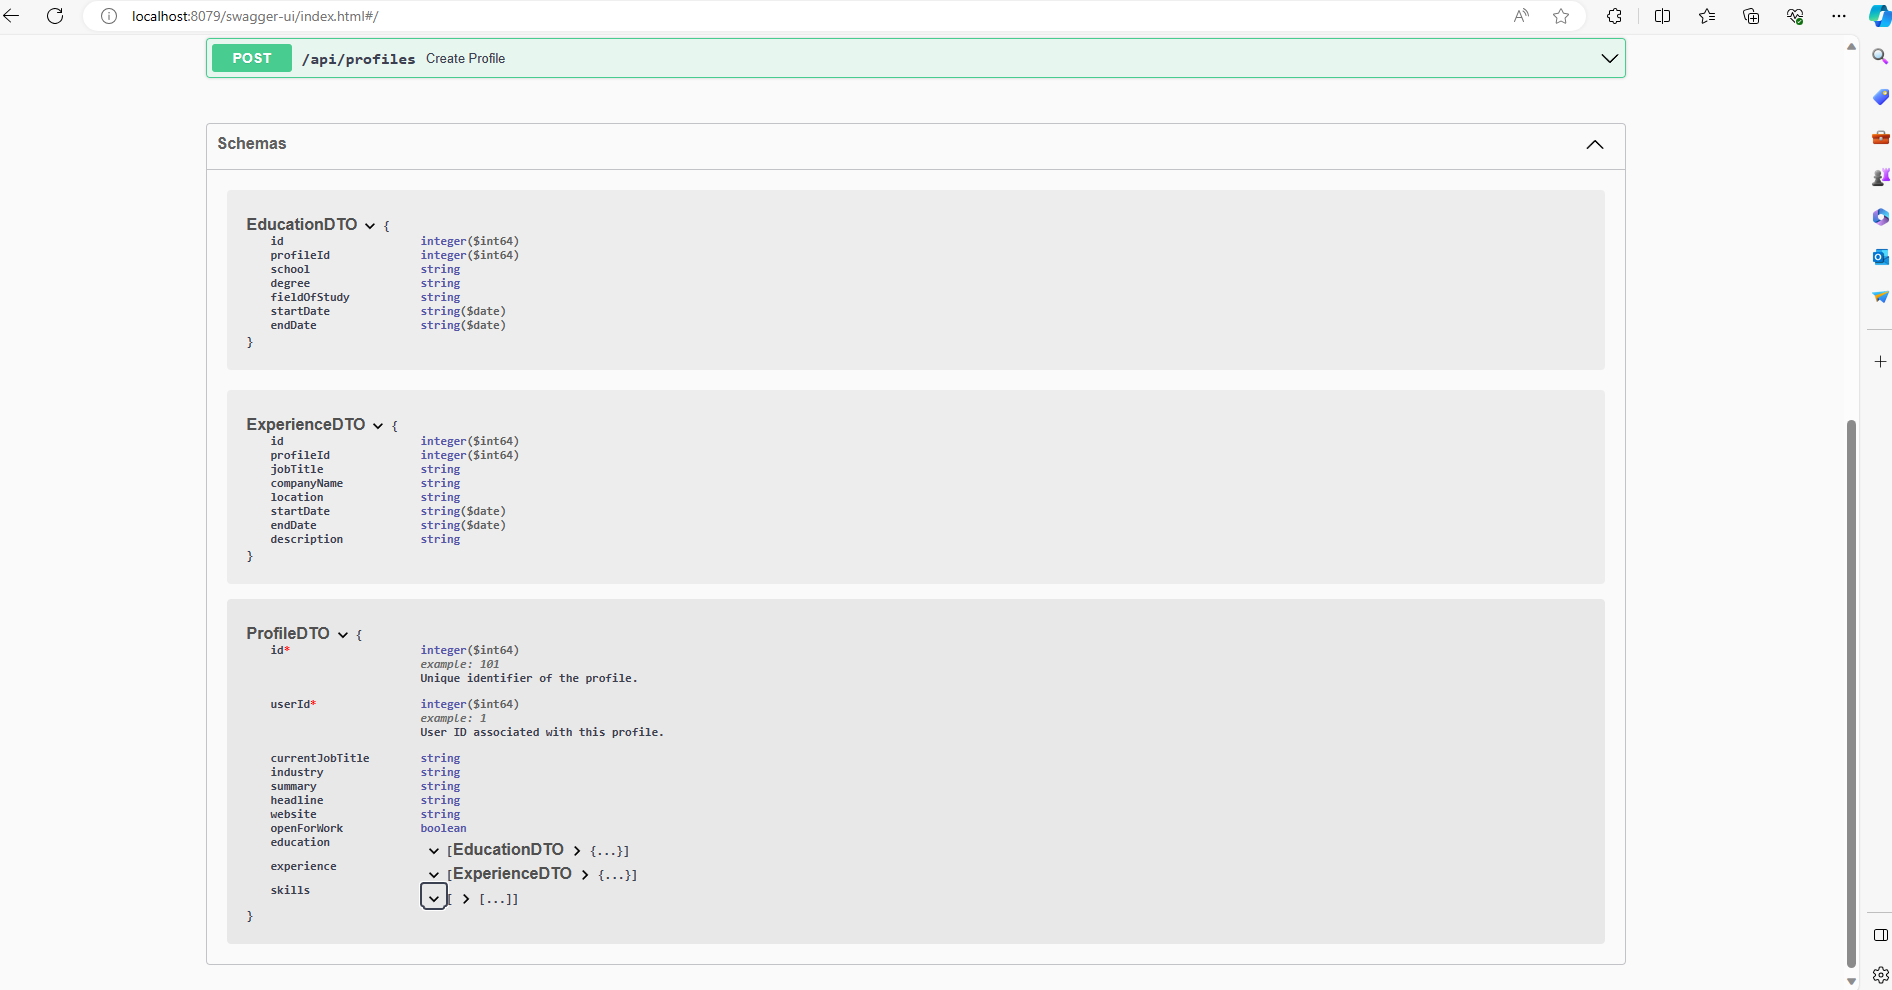 localhost:8079/swagger-ui/index.html#/
POST /api/profiles Create Profile
Schemas
EducationDTO {
id integer($int64)
profileId integer($int64)
school string
degree string
fieldOfStudy string
startDate string($date)
endDate string($date)
}
ExperienceDTO {
id integer($int64)
profileId integer($int64)
jobTitle string
companyName string
location string
startDate string($date)
endDate string($date)
description string
}
ProfileDTO {
id* integer($int64)
example: 101
Unique identifier of the profile.
userId* integer($int64)
example: 1
User ID associated with this profile.
currentJobTitle string
industry string
summary string
headline string
website string
openForWork boolean
education [EducationDTO > {...}]
experience [ExperienceDTO > {...}]
skills [ > [...]]
}